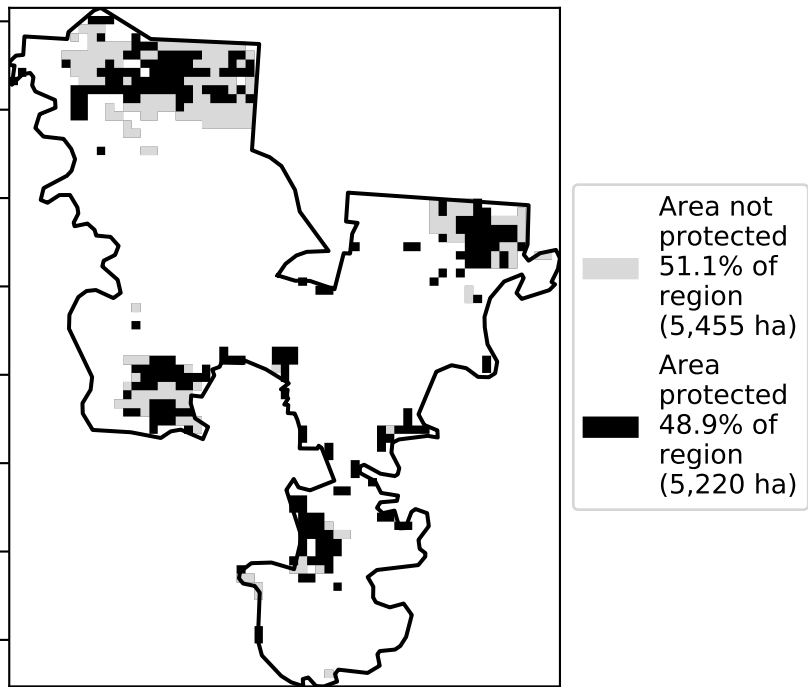 Area not
protected
51.1% of
region
(5,455 ha)
Area
protected
48.9% of
region
(5,220 ha)